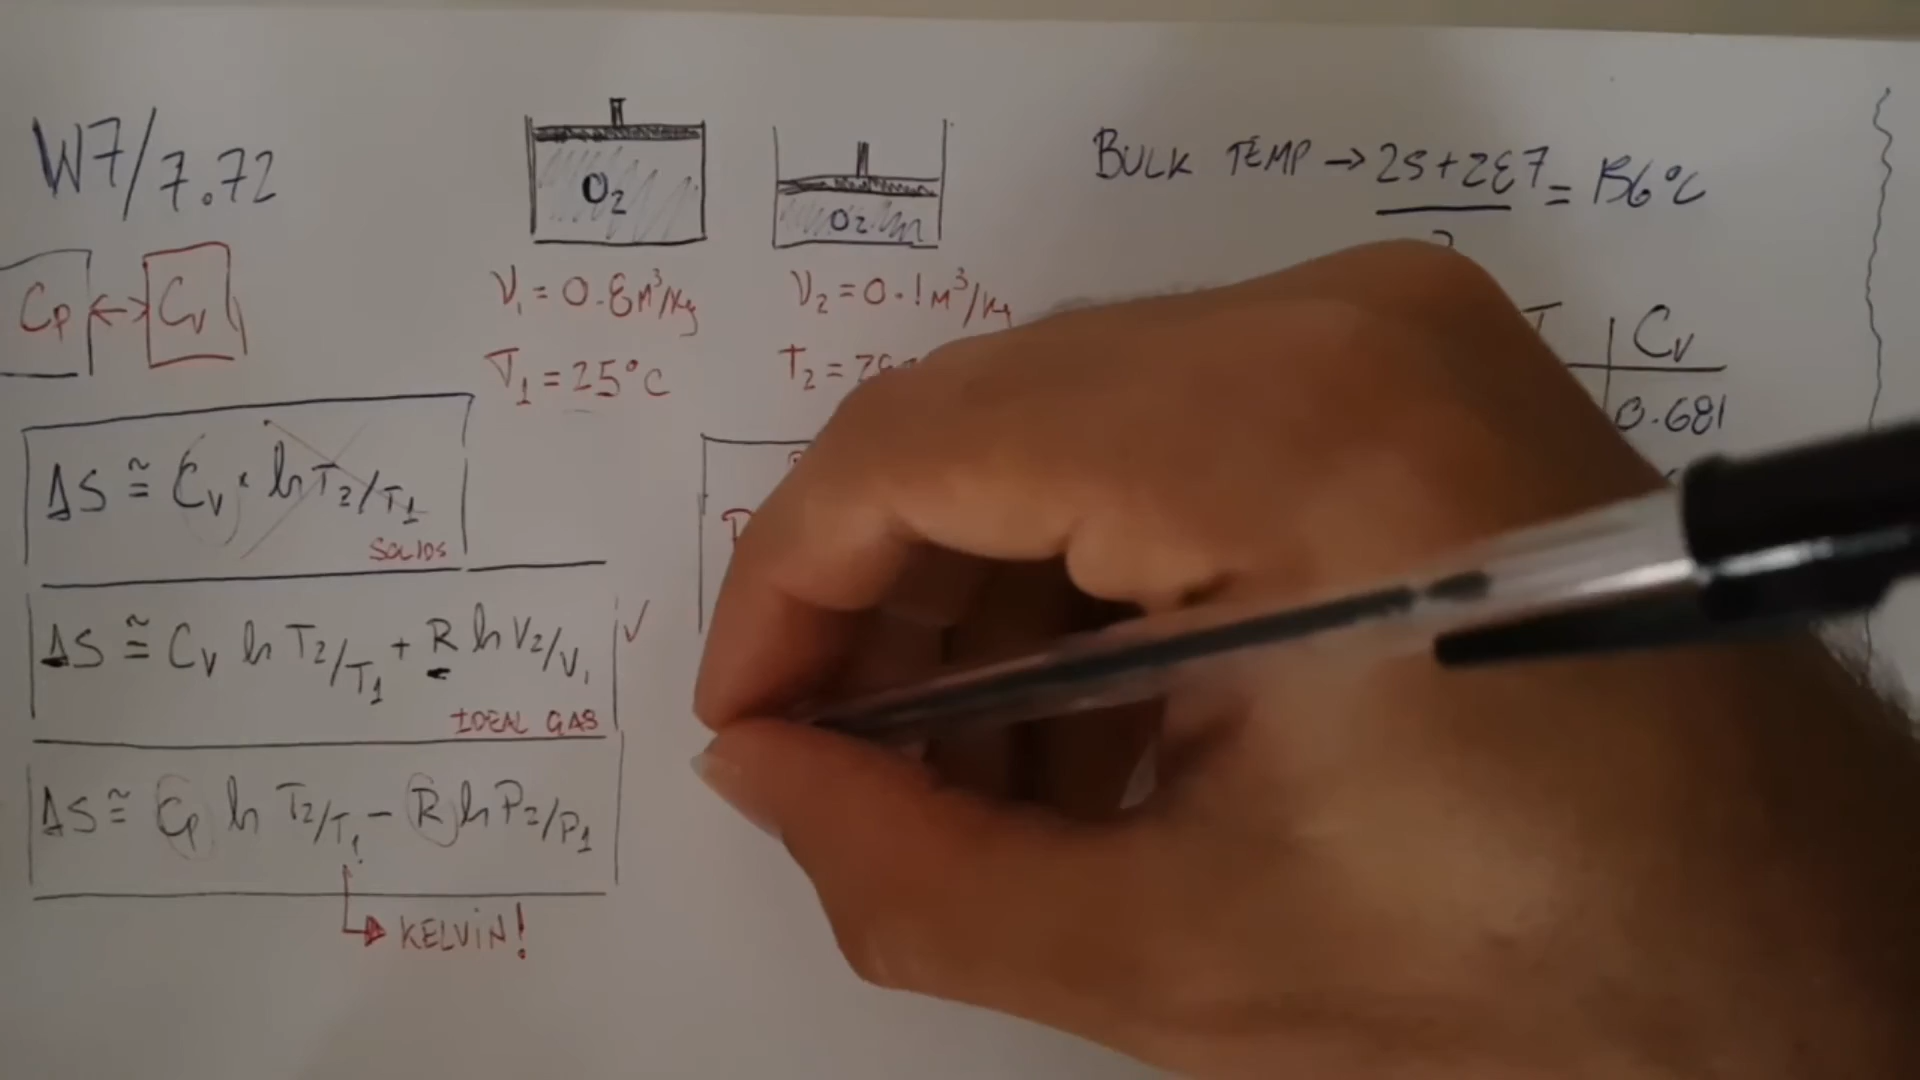 W7/7.72
Cp ↔ Cv
O2
O2
V1 = 0.8 m³/kg
V2 = 0.1 m³/kg
T1 = 25°C
T2 = 28
BULK TEMP → 25+287 = 156°C
T | Cv
0.681
ΔS ≅ Cv · ln T2/T1
SOLIDS
ΔS ≅ Cv ln T2/T1 + R ln V2/V1 ✓
IDEAL GAS
ΔS ≅ Cp ln T2/T1 - R ln P2/P1
KELVIN!